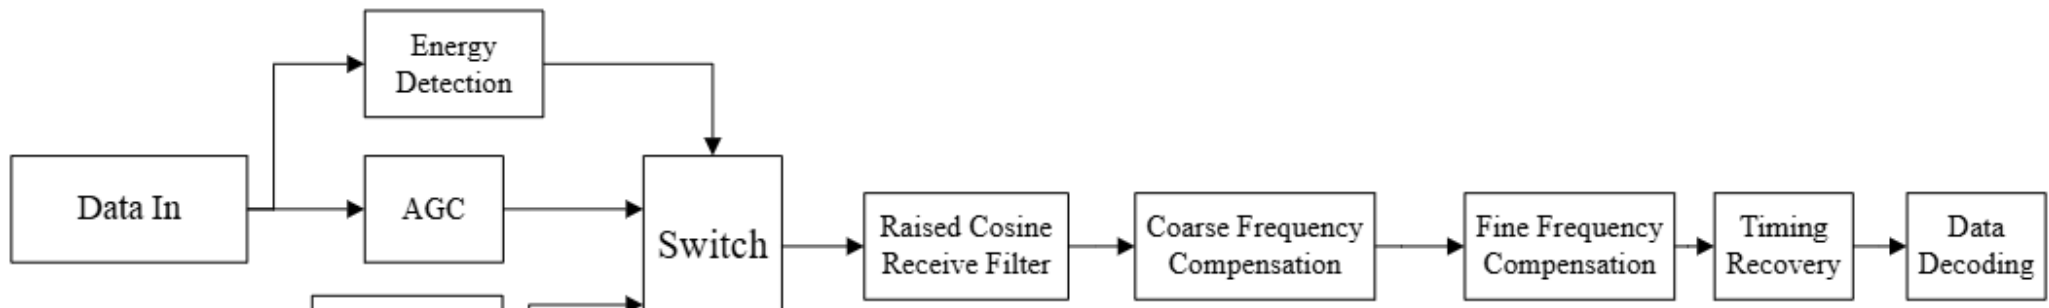 Energy
Detection
Data In
AGC
Switch
Raised Cosine
Receive Filter
Coarse Frequency
Compensation
Fine Frequency
Compensation
Timing
Recovery
Data
Decoding